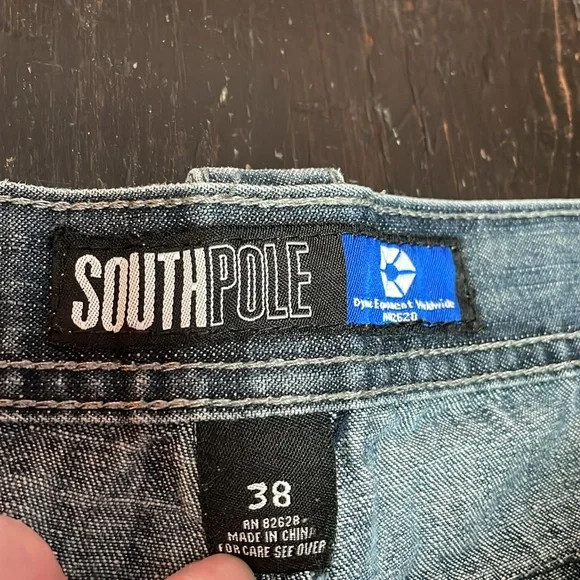 SOUTHPOLE
38
RN 82628
MADE IN CHINA
FOR CARE SEE OVER